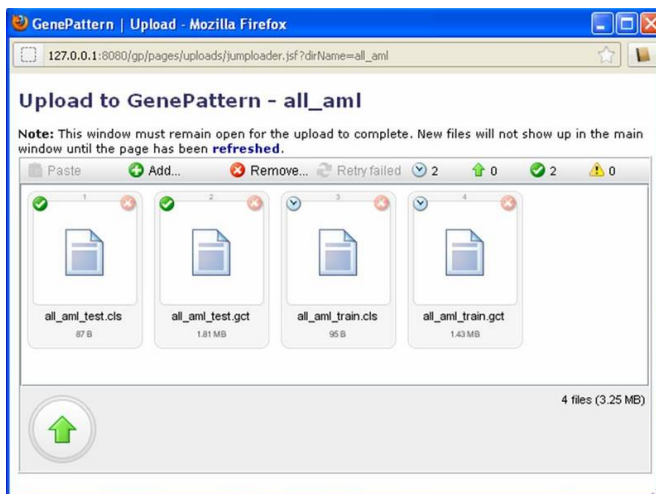 GenePattern | Upload - Mozilla Firefox
127.0.0.1:8080/gp/pages/uploads/jumploader.jsf?dirName=all_aml
Upload to GenePattern - all_aml
Note: This window must remain open for the upload to complete. New files will not show up in the main
window until the page has been refreshed.
Paste Add... Remove... Retry failed 2 0 2 0
1 2 3 4
all_aml_test.cls all_aml_test.gct all_aml_train.cls all_aml_train.gct
87 B 1.81 MB 95 B 1.43 MB
4 files (3.25 MB)